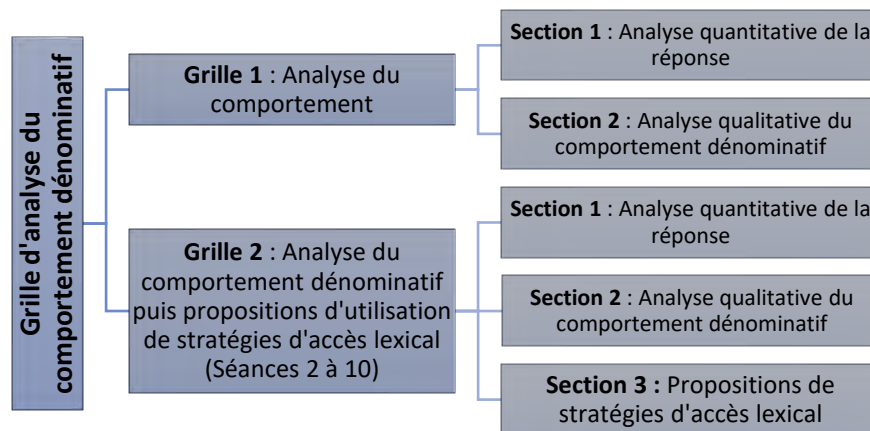 Grille d'analyse du
comportement dénominatif
Grille 1 : Analyse du
comportement
Section 1 : Analyse quantitative de la
réponse
Section 2 : Analyse qualitative du
comportement dénominatif
Grille 2 : Analyse du
comportement dénominatif
puis propositions d'utilisation
de stratégies d'accès lexical
(Séances 2 à 10)
Section 1 : Analyse quantitative de la
réponse
Section 2 : Analyse qualitative du
comportement dénominatif
Section 3 : Propositions de
stratégies d'accès lexical